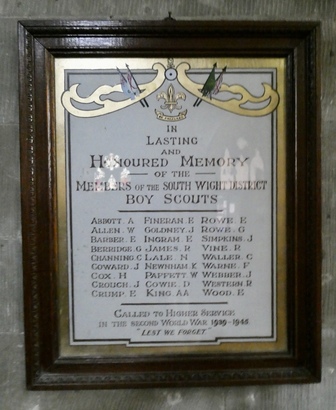 IN
LASTING
AND
HONOURED MEMORY
OF THE
MEMBERS OF THE SOUTH WIGHT DISTRICT
BOY SCOUTS
ABBOTT. A FINERAN. E ROWE. E
ALLEN. W GOLDNEY. J ROWE. G
BARBER. E INGRAM. E SIMPKINS. J
BERRIDGE. G JAMES. R VINE. R
CHANNING. C LALE. N WALLER. C
COWARD. J NEWNHAM. K WARNE. F
COX. H PAFFETT. W WEBBER. J
CROUCH. J COWIE. D WESTERN. R
CRUMP. E KING. A.A. WOOD. E
CALLED TO HIGHER SERVICE
IN THE SECOND WORLD WAR 1939-1945
"LEST WE FORGET"